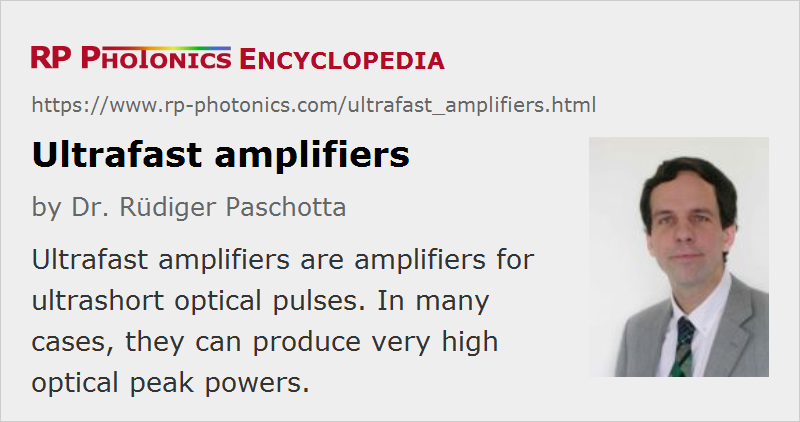 RP PHOTONICS ENCYCLOPEDIA
https://www.rp-photonics.com/ultrafast_amplifiers.html
Ultrafast amplifiers
by Dr. Rüdiger Paschotta
Ultrafast amplifiers are amplifiers for
ultrashort optical pulses. In many
cases, they can produce very high
optical peak powers.